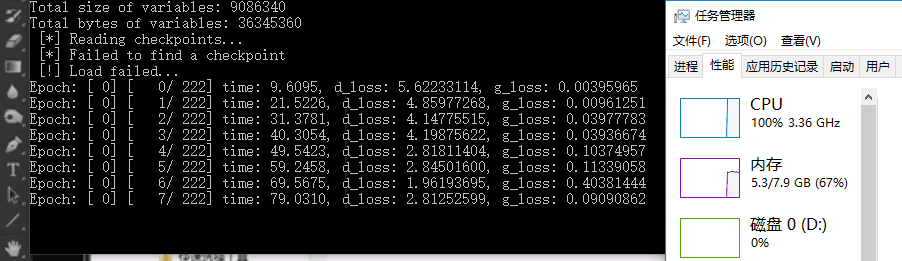 Total size of variables: 9086340
Total bytes of variables: 36345360
[*] Reading checkpoints...
[*] Failed to find a checkpoint
[!] Load failed...
Epoch: [ 0] [   0/ 222] time: 9.6095, d_loss: 5.62233114, g_loss: 0.00395965
Epoch: [ 0] [   1/ 222] time: 21.5226, d_loss: 4.85977268, g_loss: 0.00961251
Epoch: [ 0] [   2/ 222] time: 31.3781, d_loss: 4.14775515, g_loss: 0.03977783
Epoch: [ 0] [   3/ 222] time: 40.3054, d_loss: 4.19875622, g_loss: 0.03936674
Epoch: [ 0] [   4/ 222] time: 49.5423, d_loss: 2.81811404, g_loss: 0.10374957
Epoch: [ 0] [   5/ 222] time: 59.2458, d_loss: 2.84501600, g_loss: 0.11339058
Epoch: [ 0] [   6/ 222] time: 69.5675, d_loss: 1.96193695, g_loss: 0.40381444
Epoch: [ 0] [   7/ 222] time: 79.0310, d_loss: 2.81252599, g_loss: 0.09090862
任务管理器
文件(F) 选项(O) 查看(V)
进程 性能 应用历史记录 启动 用户
CPU
100% 3.36 GHz
内存
5.3/7.9 GB (67%)
磁盘 0 (D:)
0%